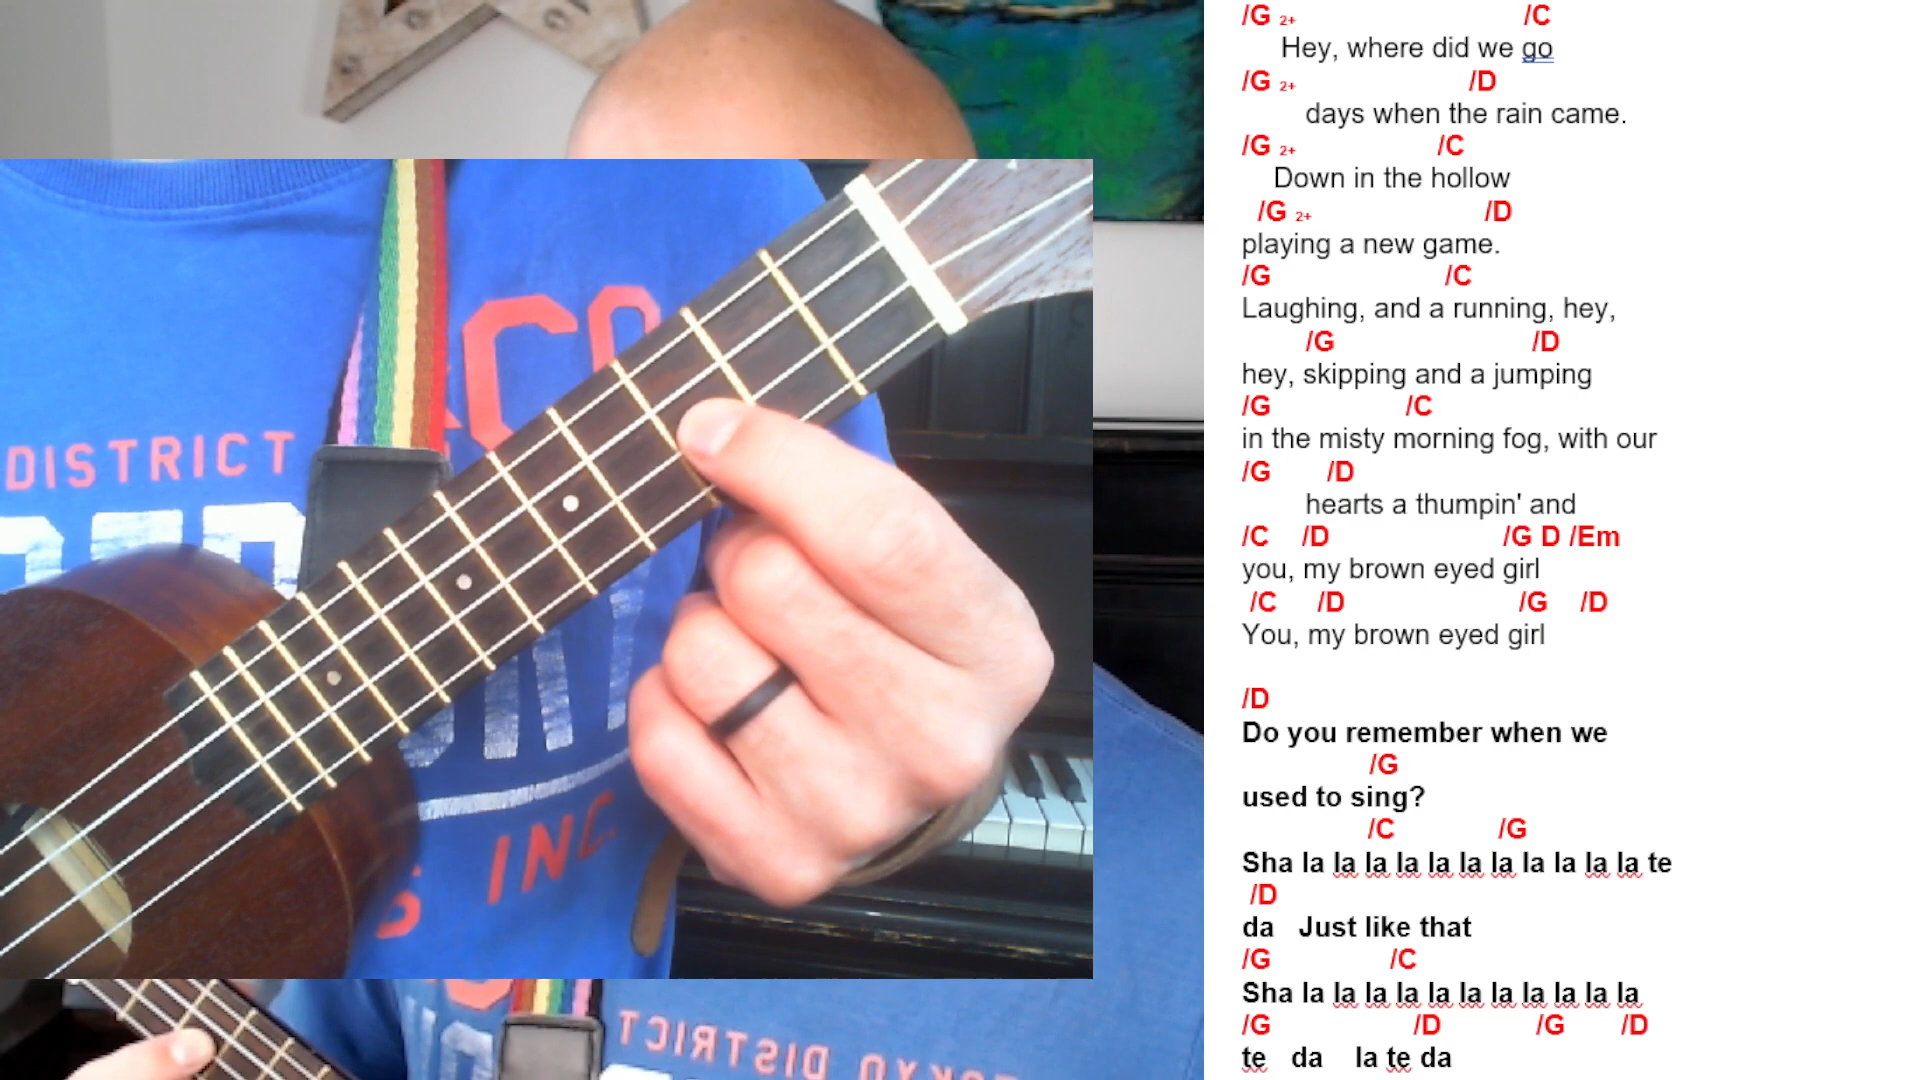 /G 2+ /C
Hey, where did we go
/G 2+ /D
days when the rain came.
/G 2+ /C
Down in the hollow
/G 2+ /D
playing a new game.
/G /C
Laughing, and a running, hey,
/G /D
hey, skipping and a jumping
/G /C
in the misty morning fog, with our
/G /D
hearts a thumpin' and
/C /D /G D /Em
you, my brown eyed girl
/C /D /G /D
You, my brown eyed girl
/D
Do you remember when we
/G
used to sing?
/C /G
Sha la la la la la la la la la la la te
/D
da Just like that
/G /C
Sha la la la la la la la la la la la
/G /D /G /D
te da la te da
DISTRICT
INC
TOKYO DISTRICT